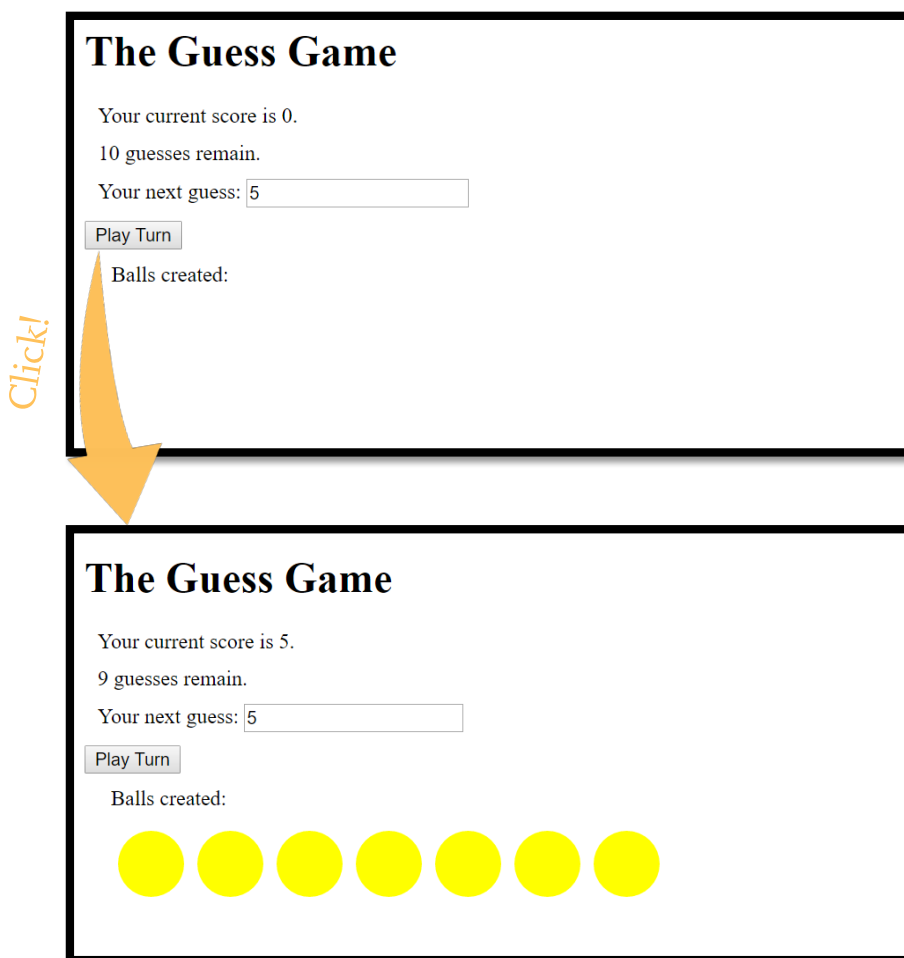 The Guess Game
Your current score is 0.
10 guesses remain.
Your next guess: 5
Play Turn
Balls created:
Click!
The Guess Game
Your current score is 5.
9 guesses remain.
Your next guess: 5
Play Turn
Balls created: